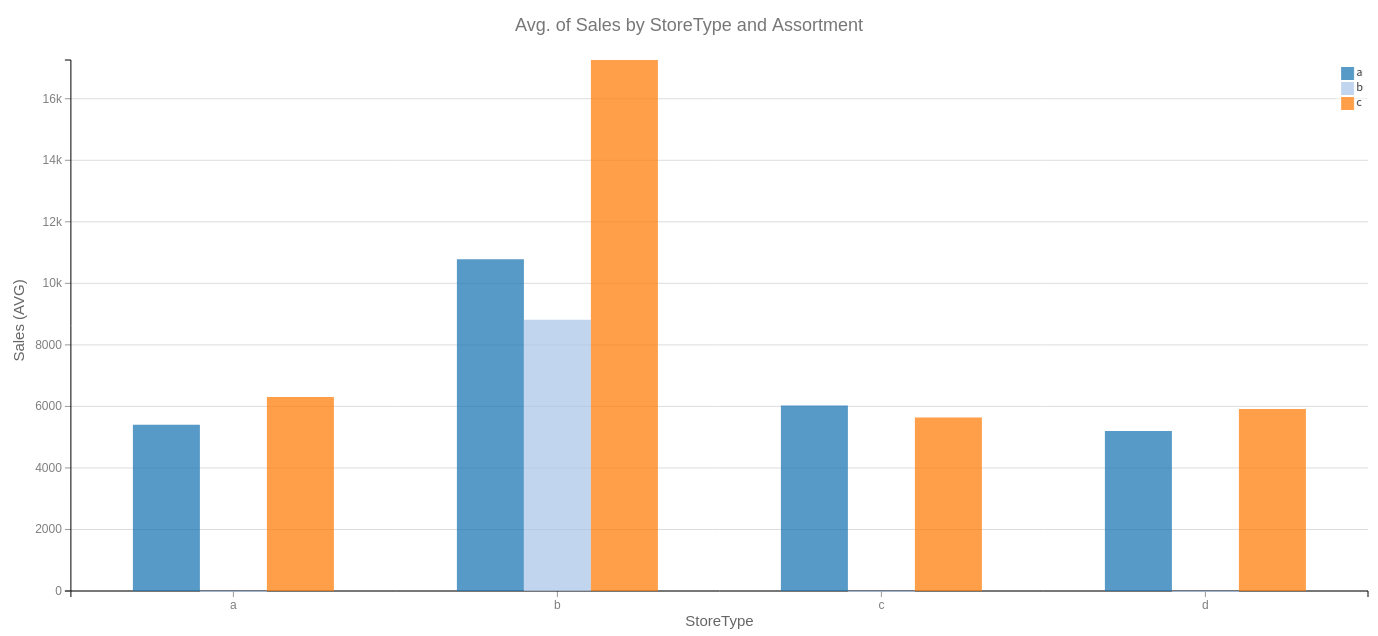 Avg. of Sales by StoreType and Assortment
a
b
c
16k
14k
12k
10k
8000
6000
4000
2000
0
Sales (AVG)
a b c d
StoreType